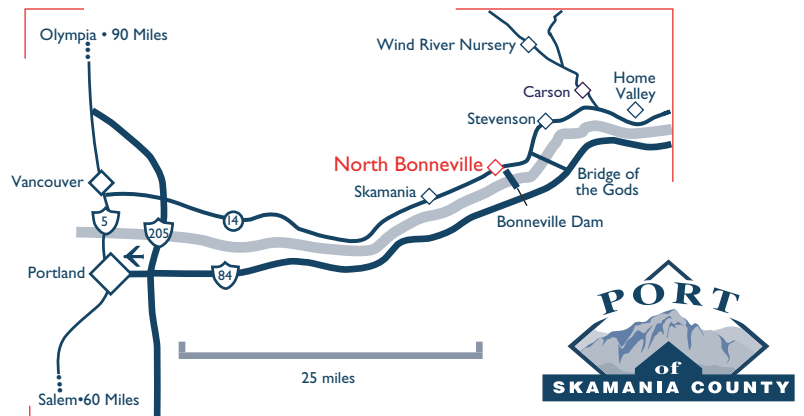 Olympia • 90 Miles
Wind River Nursery
Home
Valley
Carson
Stevenson
North Bonneville
Vancouver
Skamania
Bridge of
the Gods
5
205
14
Bonneville Dam
Portland
84
PORT
of
SKAMANIA COUNTY
25 miles
Salem•60 Miles